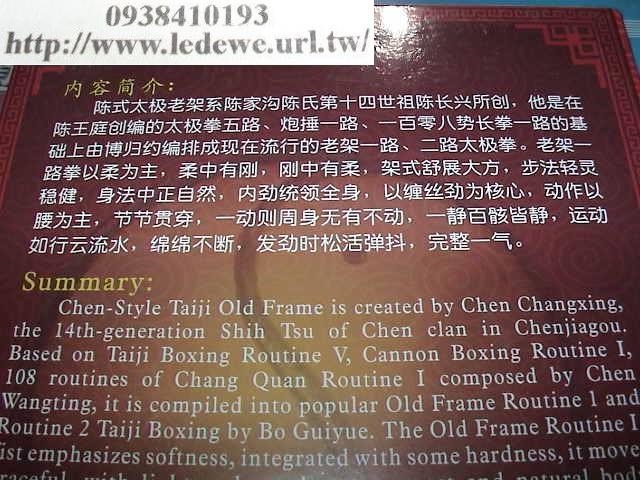 0938410193
http://www.ledewe.url.tw/
内容简介：
陈式太极老架系陈家沟陈氏第十四世祖陈长兴所创，他是在
陈王庭创编的太极拳五路、炮捶一路、一百零八势长拳一路的基
础上由博归约编排成现在流行的老架一路、二路太极拳。老架一
路拳以柔为主，柔中有刚，刚中有柔，架式舒展大方，步法轻灵
稳健，身法中正自然，内劲统领全身，以缠丝劲为核心，动作以
腰为主，节节贯穿，一动则周身无有不动，一静百骸皆静，运动
如行云流水，绵绵不断，发劲时松活弹抖，完整一气。
Summary:
Chen-Style Taiji Old Frame is created by Chen Changxing,
the 14th-generation Shih Tsu of Chen clan in Chenjiagou.
Based on Taiji Boxing Routine V, Cannon Boxing Routine I,
108 routines of Chang Quan Routine I composed by Chen
Wangting, it is compiled into popular Old Frame Routine 1 and
Routine 2 Taiji Boxing by Bo Guiyue. The Old Frame Routine I
fist emphasizes softness, integrated with some hardness, it move
graceful, with light and natural body